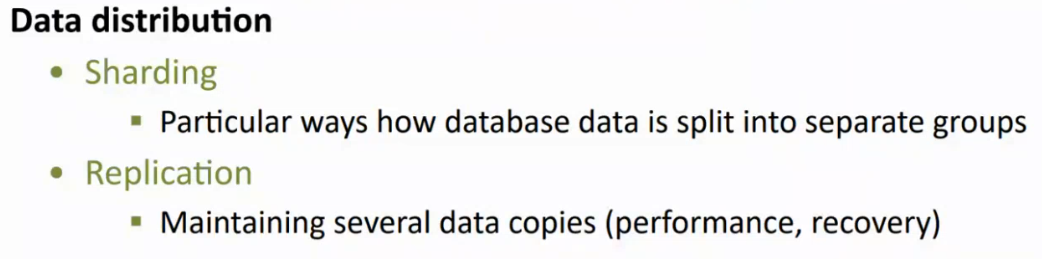 Data distribution
• Sharding
▪ Particular ways how database data is split into separate groups
• Replication
▪ Maintaining several data copies (performance, recovery)